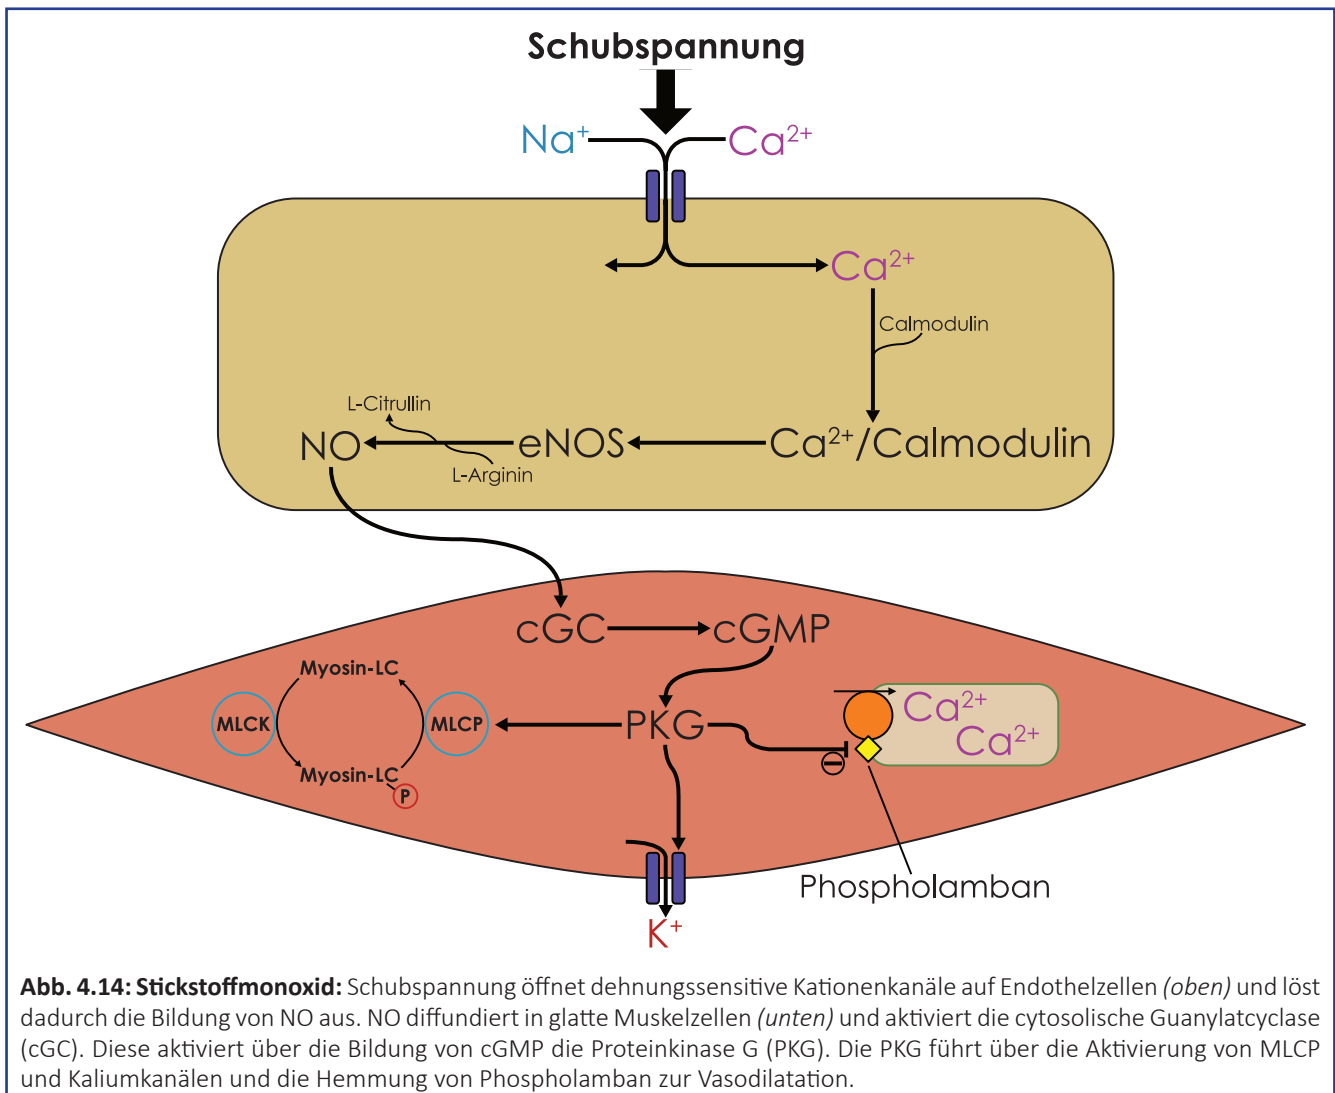 Schubspannung
Na⁺
Ca²⁺
Ca²⁺
Calmodulin
L-Citrullin
NO
eNOS
Ca²⁺/Calmodulin
L-Arginin
cGC
cGMP
Myosin-LC
MLCK
MLCP
PKG
Ca²⁺
Ca²⁺
Myosin-LC
P
Phospholamban
K⁺
Abb. 4.14: Stickstoffmonoxid: Schubspannung öffnet dehnungssensitive Kationenkanäle auf Endothelzellen (oben) und löst
dadurch die Bildung von NO aus. NO diffundiert in glatte Muskelzellen (unten) und aktiviert die cytosolische Guanylatcyclase
(cGC). Diese aktiviert über die Bildung von cGMP die Proteinkinase G (PKG). Die PKG führt über die Aktivierung von MLCP
und Kaliumkanälen und die Hemmung von Phospholamban zur Vasodilatation.